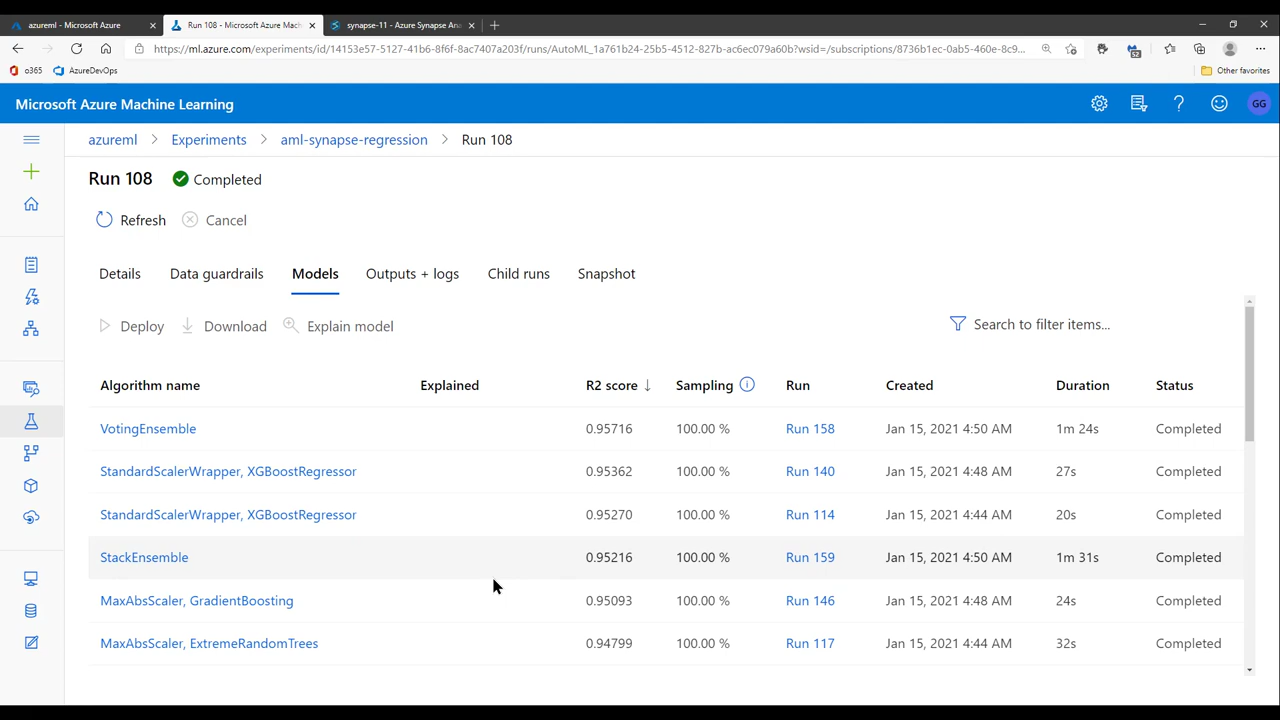 azureml - Microsoft Azure
Run 108 - Microsoft Azure Mach
synapse-11 - Azure Synapse Ana
https://ml.azure.com/experiments/id/14153e57-5127-41b6-8f6f-8ac7407a203f/runs/AutoML_1a761b24-25b5-4512-827b-ac6ec079a60b?wsid=/subscriptions/8736b1ec-0ab5-460e-8c9...
52
o365
AzureDevOps
Other favorites
Microsoft Azure Machine Learning
GG
azureml > Experiments > aml-synapse-regression > Run 108
Run 108 Completed
Refresh Cancel
Details Data guardrails Models Outputs + logs Child runs Snapshot
Deploy Download Explain model Search to filter items...
Algorithm name Explained R2 score ↓ Sampling Run Created Duration Status
VotingEnsemble 0.95716 100.00 % Run 158 Jan 15, 2021 4:50 AM 1m 24s Completed
StandardScalerWrapper, XGBoostRegressor 0.95362 100.00 % Run 140 Jan 15, 2021 4:48 AM 27s Completed
StandardScalerWrapper, XGBoostRegressor 0.95270 100.00 % Run 114 Jan 15, 2021 4:44 AM 20s Completed
StackEnsemble 0.95216 100.00 % Run 159 Jan 15, 2021 4:50 AM 1m 31s Completed
MaxAbsScaler, GradientBoosting 0.95093 100.00 % Run 146 Jan 15, 2021 4:48 AM 24s Completed
MaxAbsScaler, ExtremeRandomTrees 0.94799 100.00 % Run 117 Jan 15, 2021 4:44 AM 32s Completed